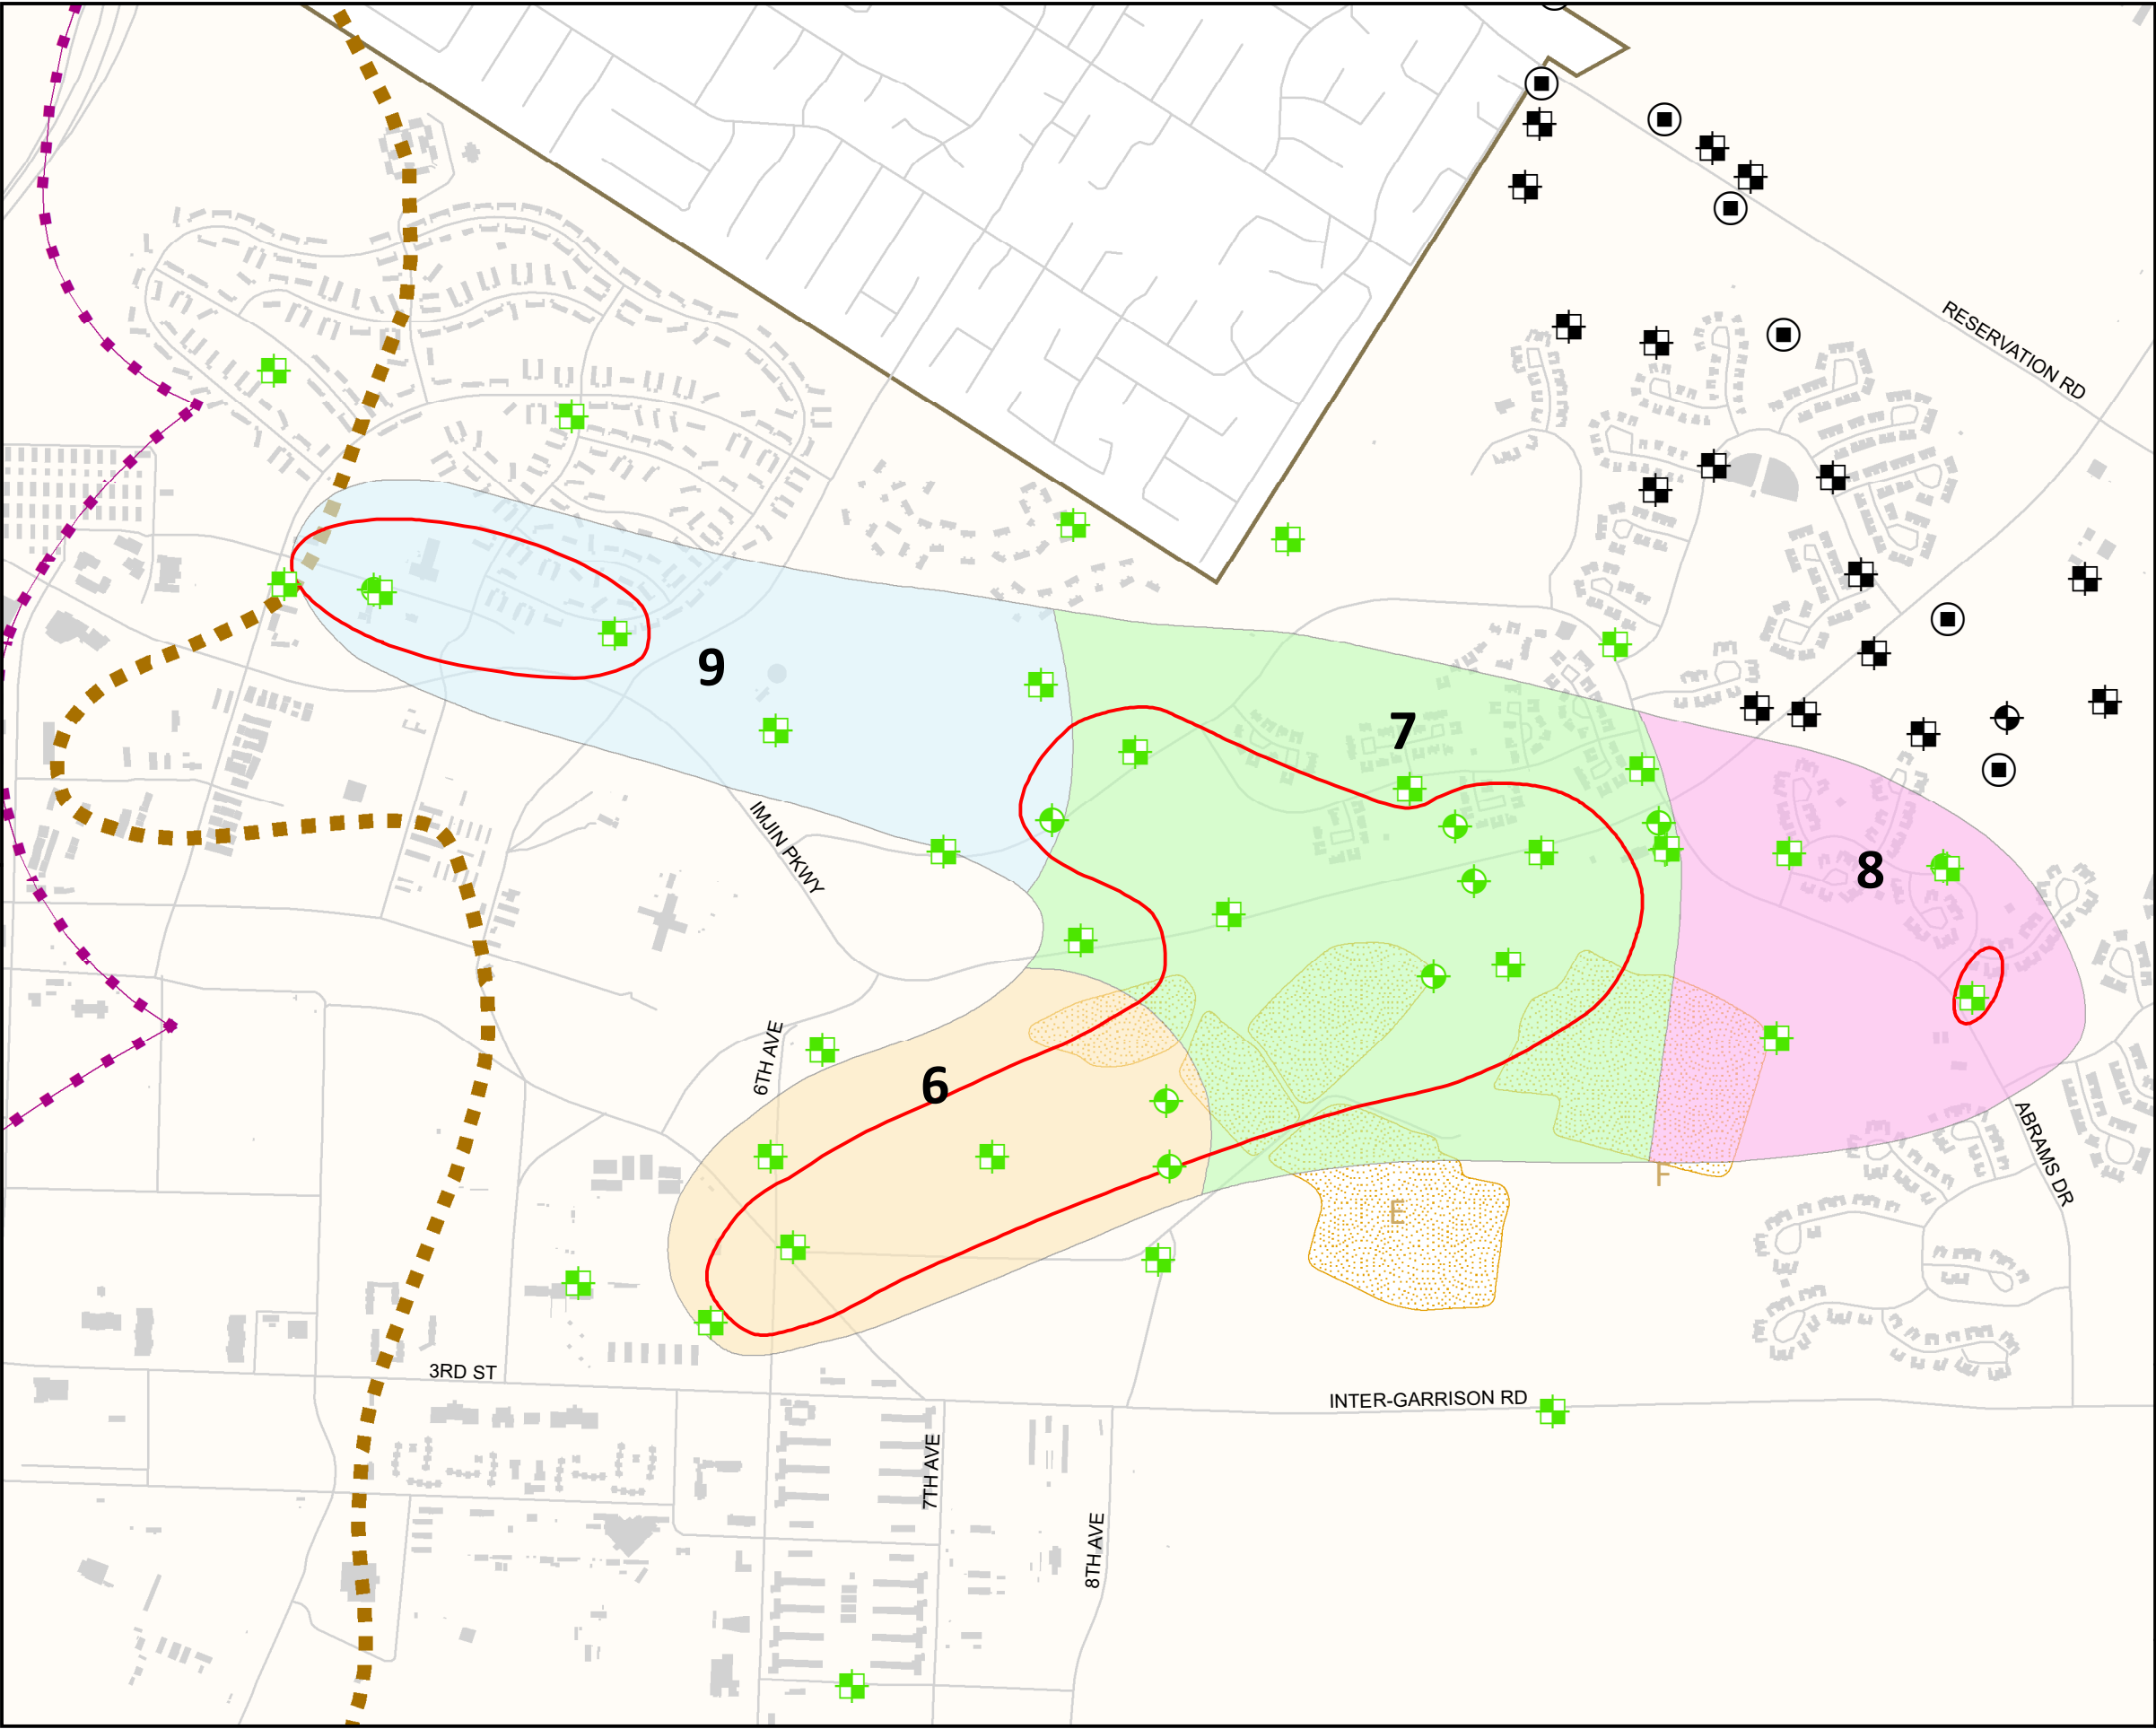 RESERVATION RD
9
7
IMJIN PKWY
8
6TH AVE
6
ABRAMS DR
F
E
3RD ST
INTER-GARRISON RD
7TH AVE
8TH AVE